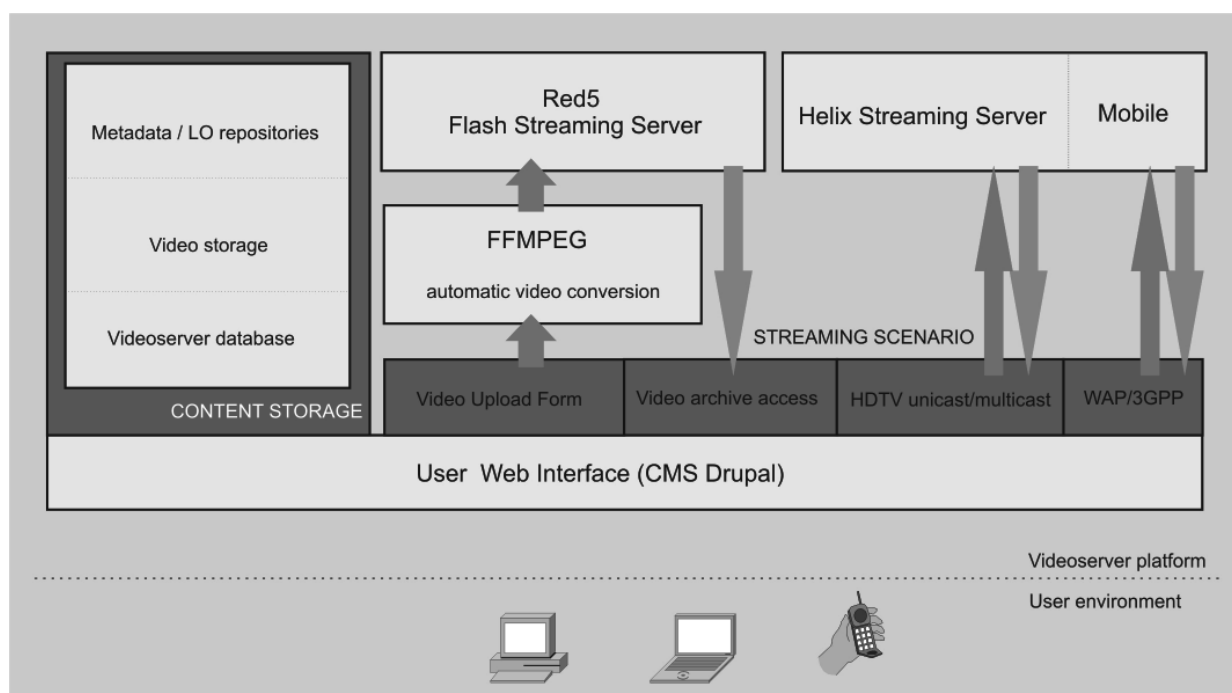 Metadata / LO repositories
Video storage
Videoserver database
CONTENT STORAGE
Red5
Flash Streaming Server
FFMPEG
automatic video conversion
Helix Streaming Server
Mobile
STREAMING SCENARIO
Video Upload Form
Video archive access
HDTV unicast/multicast
WAP/3GPP
User Web Interface (CMS Drupal)
Videoserver platform
User environment